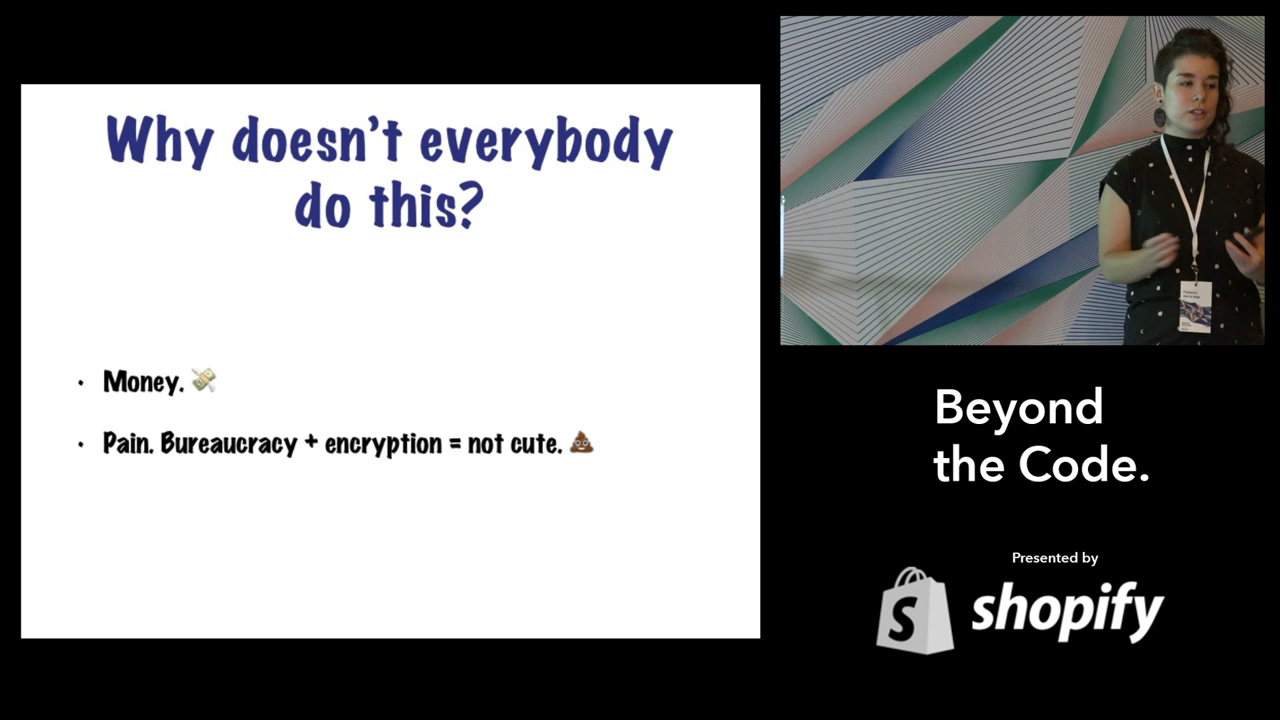 Why doesn't everybody
do this?
• Money. 💸
• Pain. Bureaucracy + encryption = not cute. 💩
Beyond
the Code.
Presented by
shopify